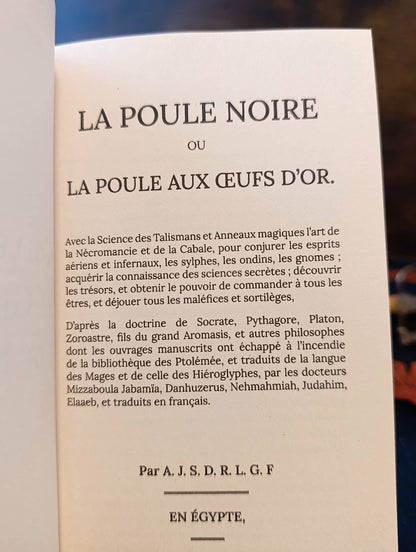 LA POULE NOIRE
OU
LA POULE AUX ŒUFS D’OR.
Avec la Science des Talismans et Anneaux magiques l’art de
la Nécromancie et de la Cabale, pour conjurer les esprits
aériens et infernaux, les sylphes, les ondins, les gnomes ;
acquérir la connaissance des sciences secrètes ; découvrir
les trésors, et obtenir le pouvoir de commander à tous les
êtres, et déjouer tous les maléfices et sortilèges,
D’après la doctrine de Socrate, Pythagore, Platon,
Zoroastre, fils du grand Aromasis, et autres philosophes
dont les ouvrages manuscrits ont échappé à l’incendie
de la bibliothèque des Ptolémée, et traduits de la langue
des Mages et de celle des Hiéroglyphes, par les docteurs
Mizzaboula Jabamïa, Danhuzerus, Nehmahmiah, Judahim,
Elaaeb, et traduits en français.
Par A. J. S. D. R. L. G. F
EN ÉGYPTE,